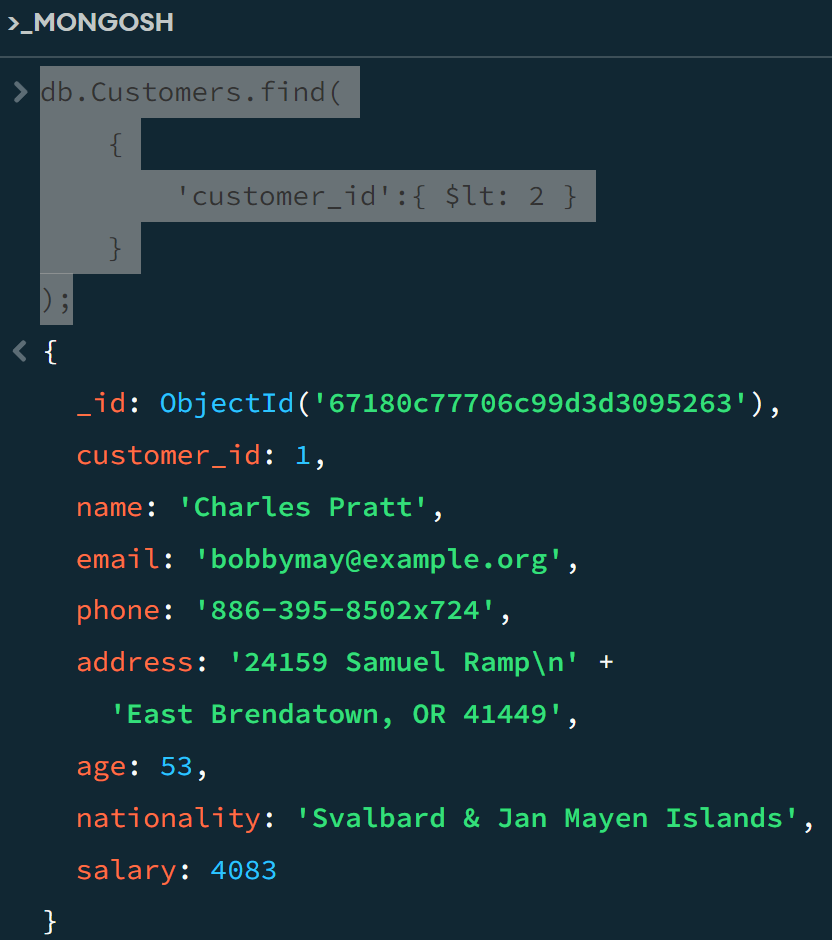 >_MONGOSH
> db.Customers.find(
{
'customer_id':{ $lt: 2 }
}
);
< {
_id: ObjectId('67180c77706c99d3d3095263'),
customer_id: 1,
name: 'Charles Pratt',
email: 'bobbymay@example.org',
phone: '886-395-8502x724',
address: '24159 Samuel Ramp\n' +
'East Brendatown, OR 41449',
age: 53,
nationality: 'Svalbard & Jan Mayen Islands',
salary: 4083
}